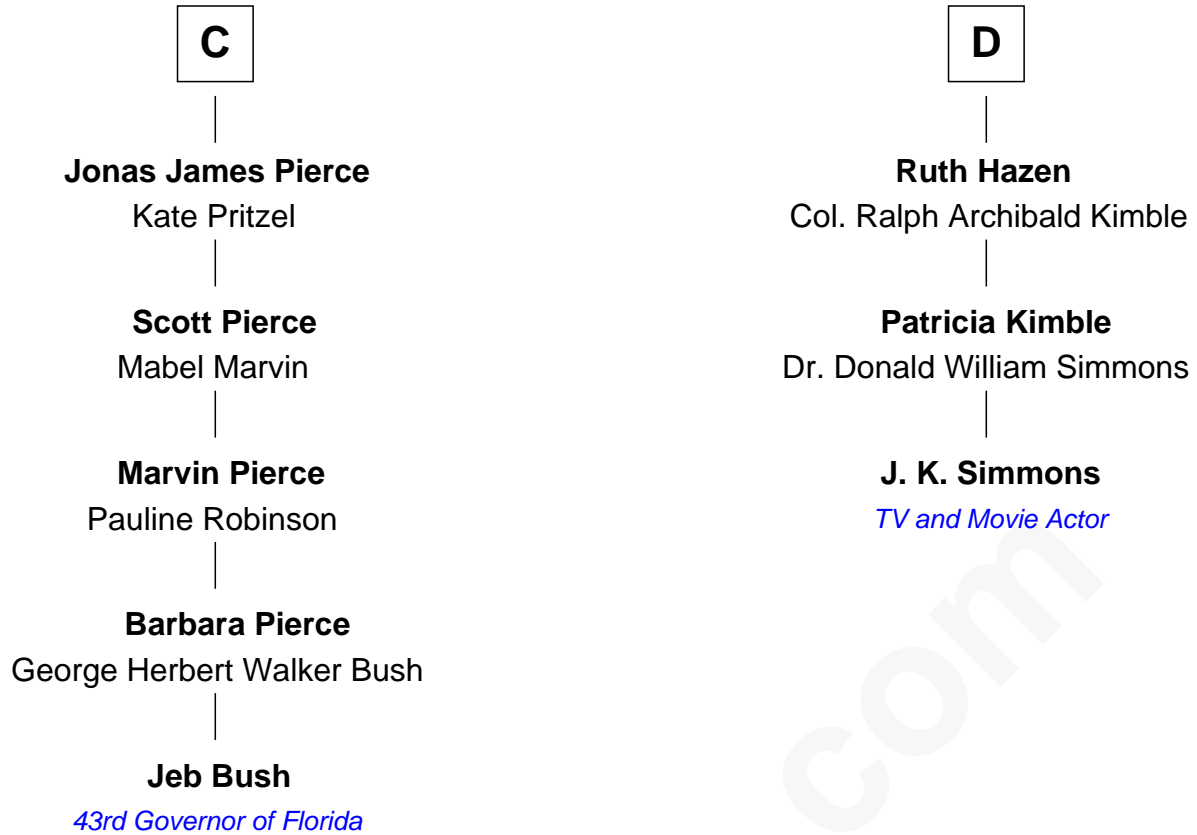 C
Jonas James Pierce
Kate Pritzel
Scott Pierce
Mabel Marvin
Marvin Pierce
Pauline Robinson
Barbara Pierce
George Herbert Walker Bush
Jeb Bush
43rd Governor of Florida
D
Ruth Hazen
Col. Ralph Archibald Kimble
Patricia Kimble
Dr. Donald William Simmons
J. K. Simmons
TV and Movie Actor
com